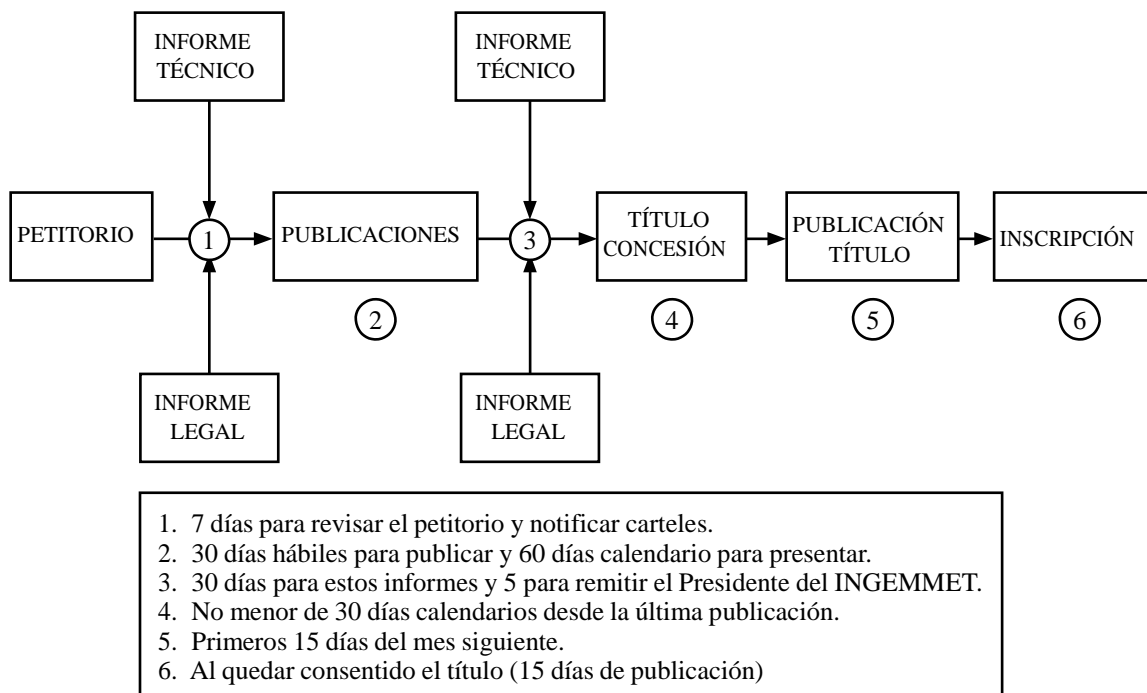 INFORME
TÉCNICO
INFORME
TÉCNICO
PETITORIO
1
PUBLICACIONES
3
TÍTULO
CONCESIÓN
PUBLICACIÓN
TÍTULO
INSCRIPCIÓN
2
4
5
6
INFORME
LEGAL
INFORME
LEGAL
1. 7 días para revisar el petitorio y notificar carteles.
2. 30 días hábiles para publicar y 60 días calendario para presentar.
3. 30 días para estos informes y 5 para remitir el Presidente del INGEMMET.
4. No menor de 30 días calendarios desde la última publicación.
5. Primeros 15 días del mes siguiente.
6. Al quedar consentido el título (15 días de publicación)